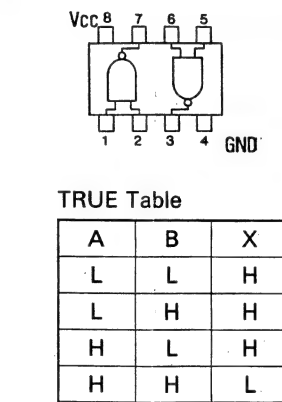 Vcc 8 7 6 5
1 2 3 4 GND
TRUE Table
A B X
L L H
L H H
H L H
H H L